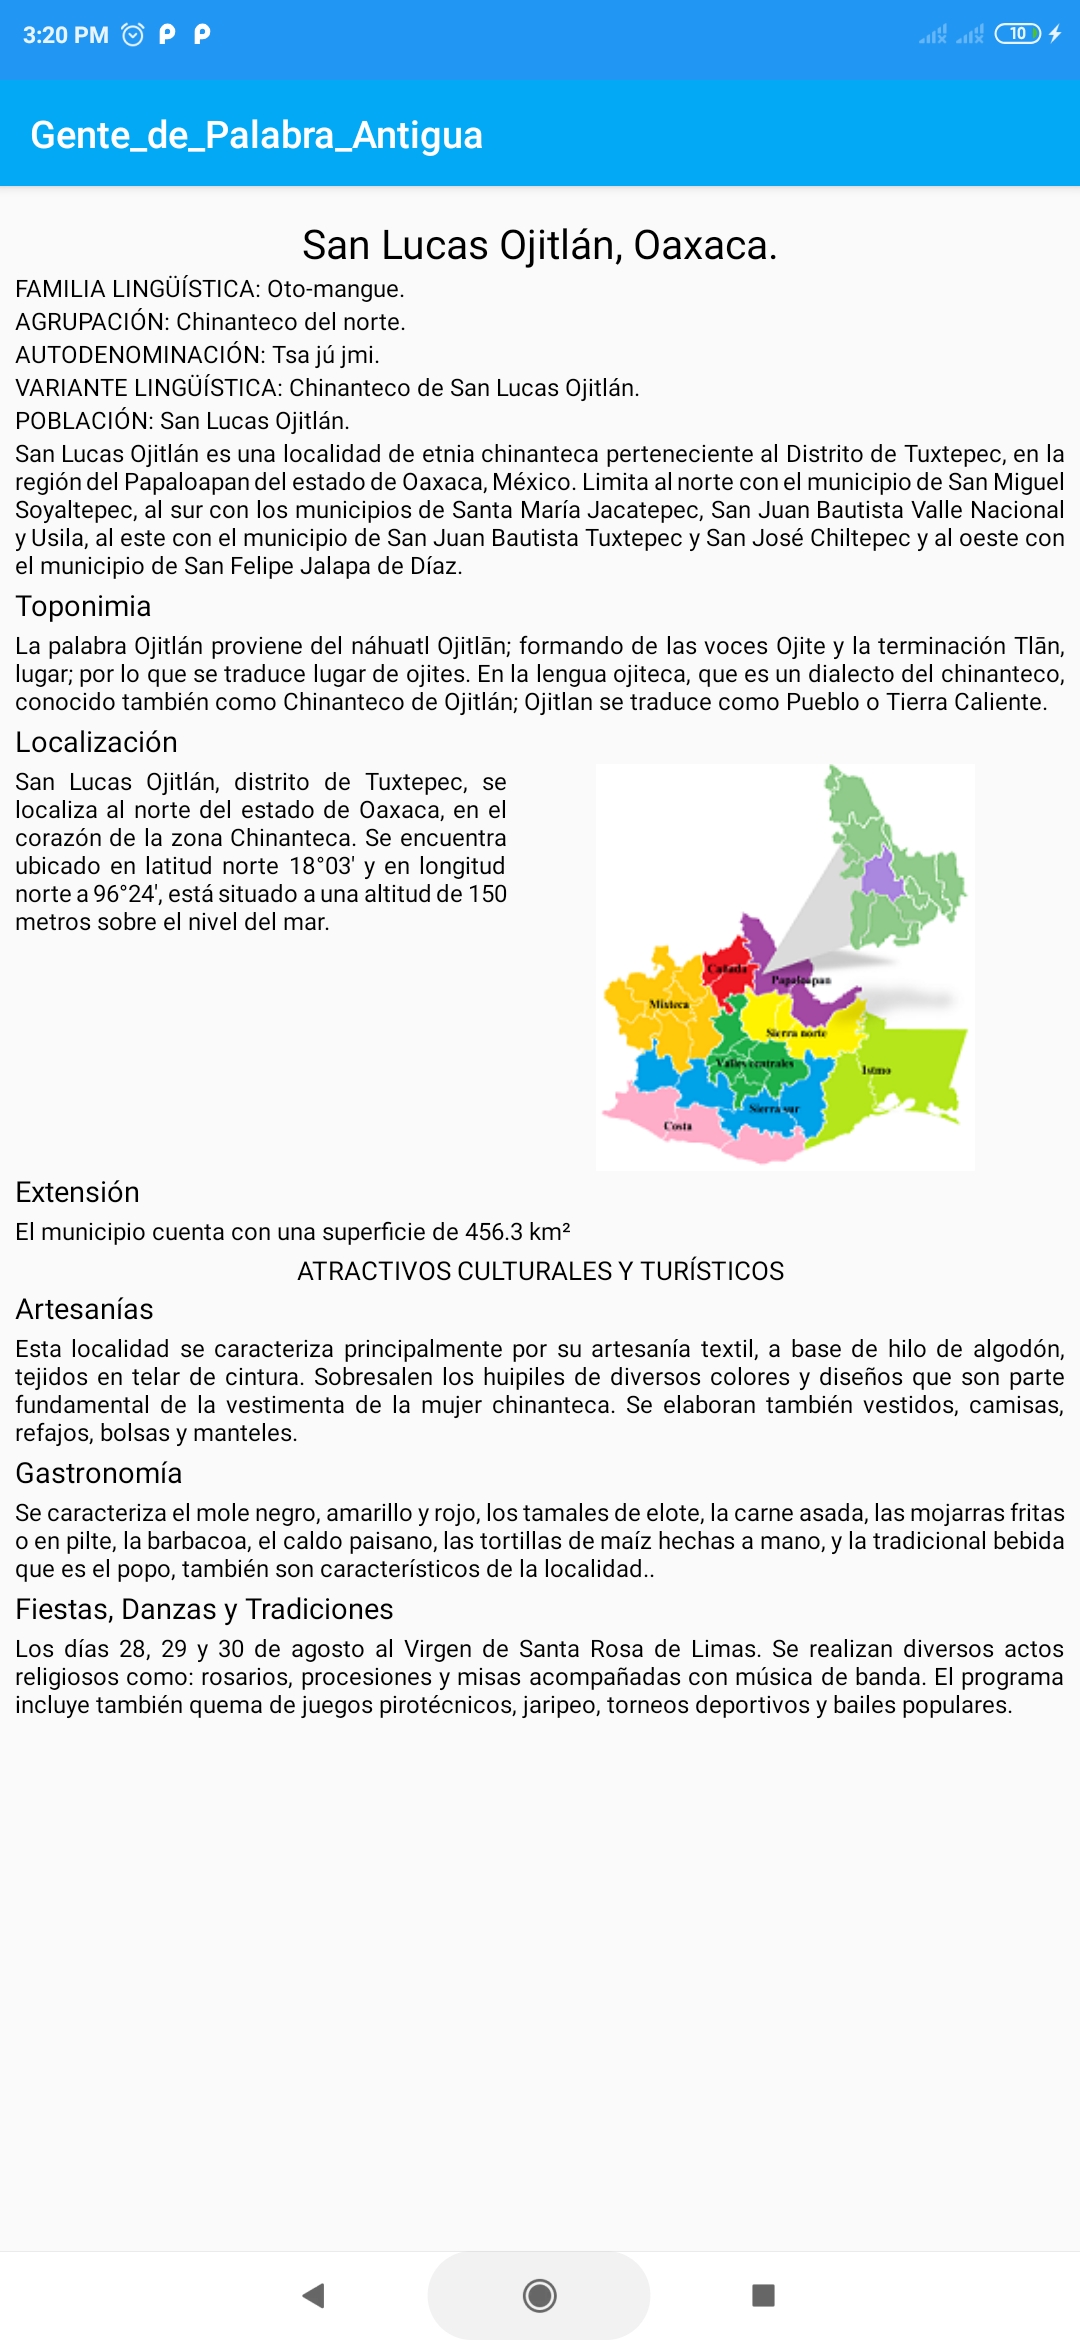 3:20 PM
10
Gente_de_Palabra_Antigua
San Lucas Ojitlán, Oaxaca.
FAMILIA LINGÜÍSTICA: Oto-mangue.
AGRUPACIÓN: Chinanteco del norte.
AUTODENOMINACIÓN: Tsa jú jmi.
VARIANTE LINGÜÍSTICA: Chinanteco de San Lucas Ojitlán.
POBLACIÓN: San Lucas Ojitlán.
San Lucas Ojitlán es una localidad de etnia chinanteca perteneciente al Distrito de Tuxtepec, en la
región del Papaloapan del estado de Oaxaca, México. Limita al norte con el municipio de San Miguel
Soyaltepec, al sur con los municipios de Santa María Jacatepec, San Juan Bautista Valle Nacional
y Usila, al este con el municipio de San Juan Bautista Tuxtepec y San José Chiltepec y al oeste con
el municipio de San Felipe Jalapa de Díaz.
Toponimia
La palabra Ojitlán proviene del náhuatl Ojitlān; formando de las voces Ojite y la terminación Tlān,
lugar; por lo que se traduce lugar de ojites. En la lengua ojiteca, que es un dialecto del chinanteco,
conocido también como Chinanteco de Ojitlán; Ojitlan se traduce como Pueblo o Tierra Caliente.
Localización
San Lucas Ojitlán, distrito de Tuxtepec, se
localiza al norte del estado de Oaxaca, en el
corazón de la zona Chinanteca. Se encuentra
ubicado en latitud norte 18°03' y en longitud
norte a 96°24', está situado a una altitud de 150
metros sobre el nivel del mar.
Cañada
Papaloapan
Mixteca
Sierra norte
Valles centrales
Istmo
Sierra sur
Costa
Extensión
El municipio cuenta con una superficie de 456.3 km²
ATRACTIVOS CULTURALES Y TURÍSTICOS
Artesanías
Esta localidad se caracteriza principalmente por su artesanía textil, a base de hilo de algodón,
tejidos en telar de cintura. Sobresalen los huipiles de diversos colores y diseños que son parte
fundamental de la vestimenta de la mujer chinanteca. Se elaboran también vestidos, camisas,
refajos, bolsas y manteles.
Gastronomía
Se caracteriza el mole negro, amarillo y rojo, los tamales de elote, la carne asada, las mojarras fritas
o en pilte, la barbacoa, el caldo paisano, las tortillas de maíz hechas a mano, y la tradicional bebida
que es el popo, también son característicos de la localidad..
Fiestas, Danzas y Tradiciones
Los días 28, 29 y 30 de agosto al Virgen de Santa Rosa de Limas. Se realizan diversos actos
religiosos como: rosarios, procesiones y misas acompañadas con música de banda. El programa
incluye también quema de juegos pirotécnicos, jaripeo, torneos deportivos y bailes populares.